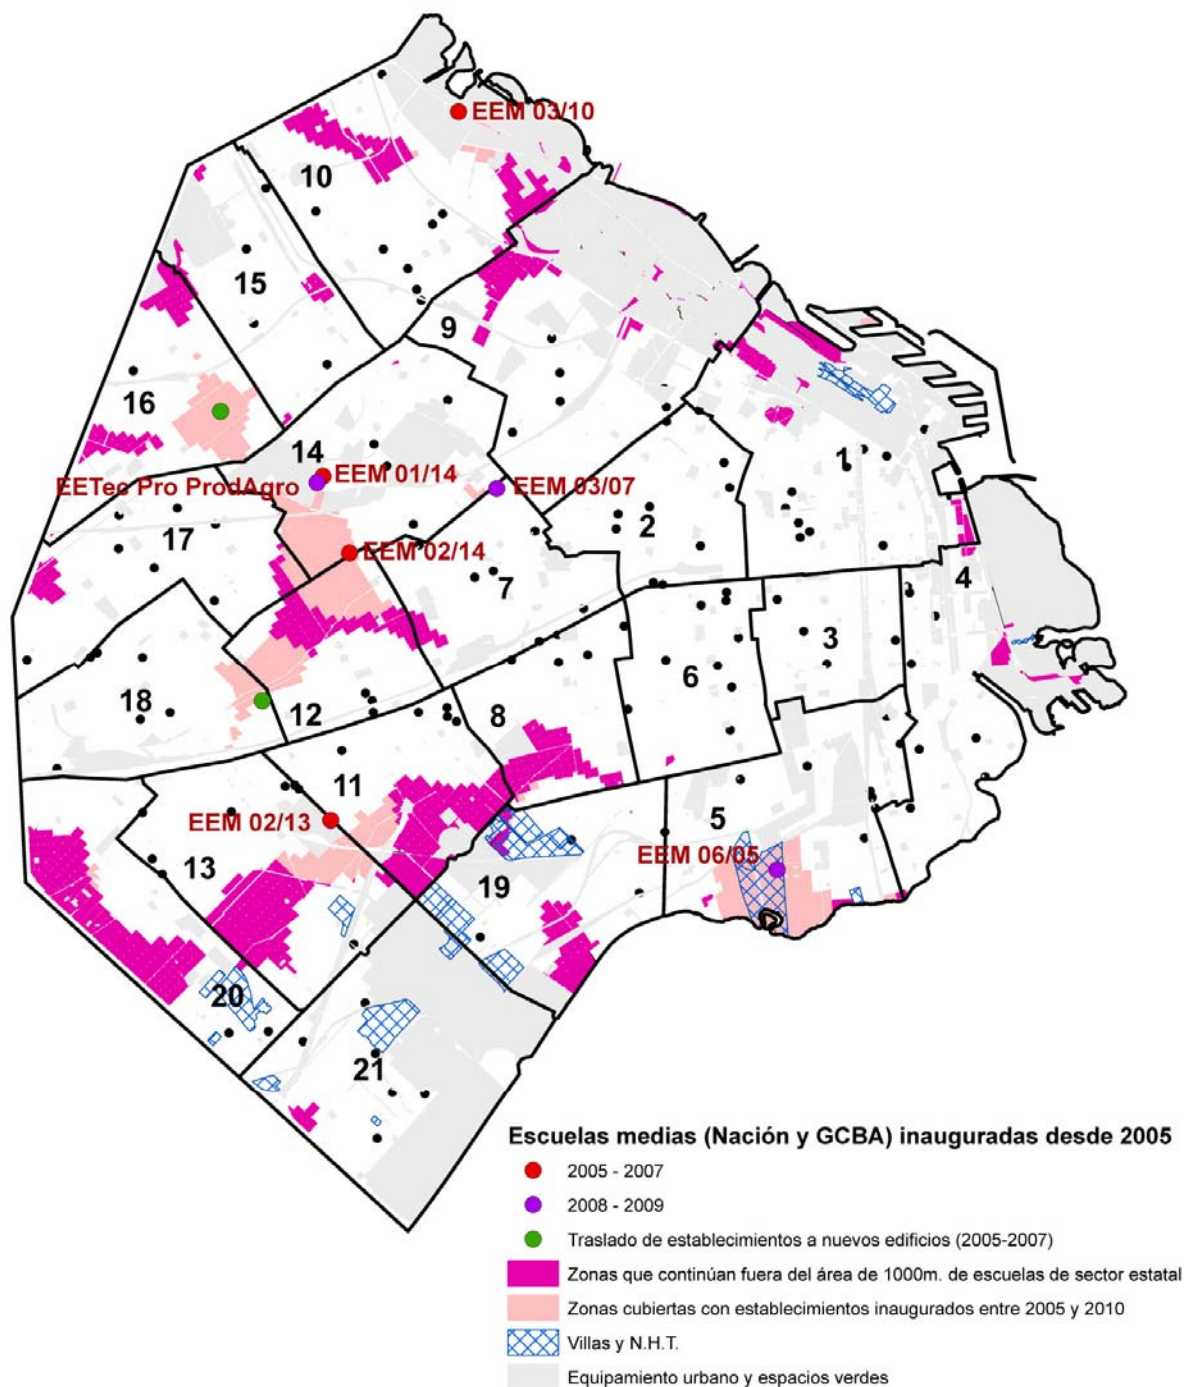 EEM 03/10
10
15
9
16
14
EEM 01/14
EETec Pro ProdAgro
EEM 03/07
1
2
17
EEM 02/14
7
4
3
6
18
12
8
11
EEM 02/13
5
EEM 06/05
13
19
20
21
Escuelas medias (Nación y GCBA) inauguradas desde 2005
2005 - 2007
2008 - 2009
Traslado de establecimientos a nuevos edificios (2005-2007)
Zonas que continúan fuera del área de 1000m. de escuelas de sector estatal
Zonas cubiertas con establecimientos inaugurados entre 2005 y 2010
Villas y N.H.T.
Equipamiento urbano y espacios verdes